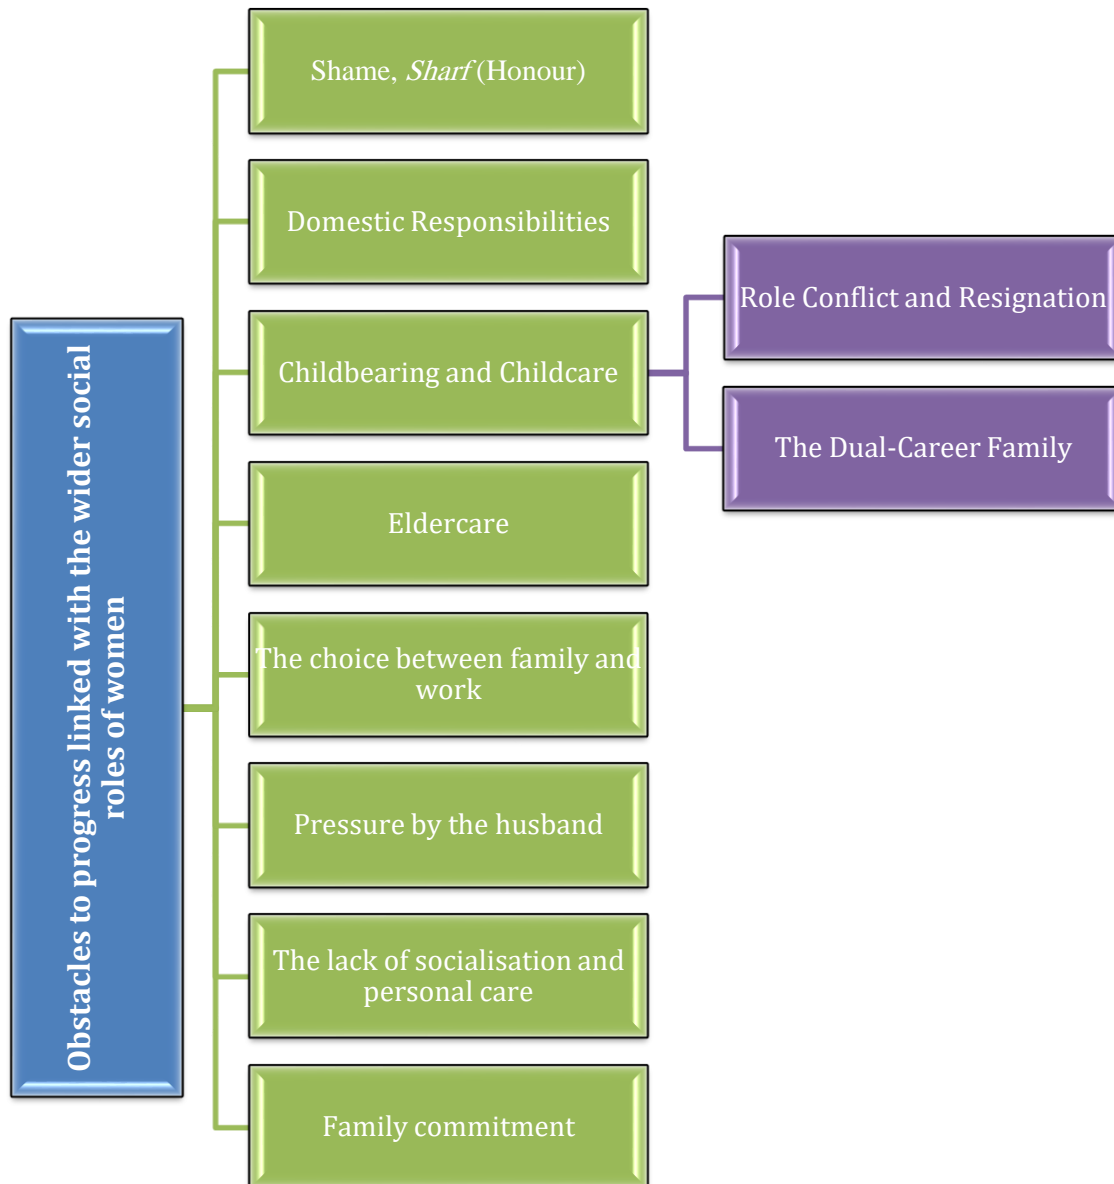 Obstacles to progress linked with the wider social
roles of women
Shame, Sharf (Honour)
Domestic Responsibilities
Childbearing and Childcare
Role Conflict and Resignation
The Dual-Career Family
Eldercare
The choice between family and
work
Pressure by the husband
The lack of socialisation and
personal care
Family commitment